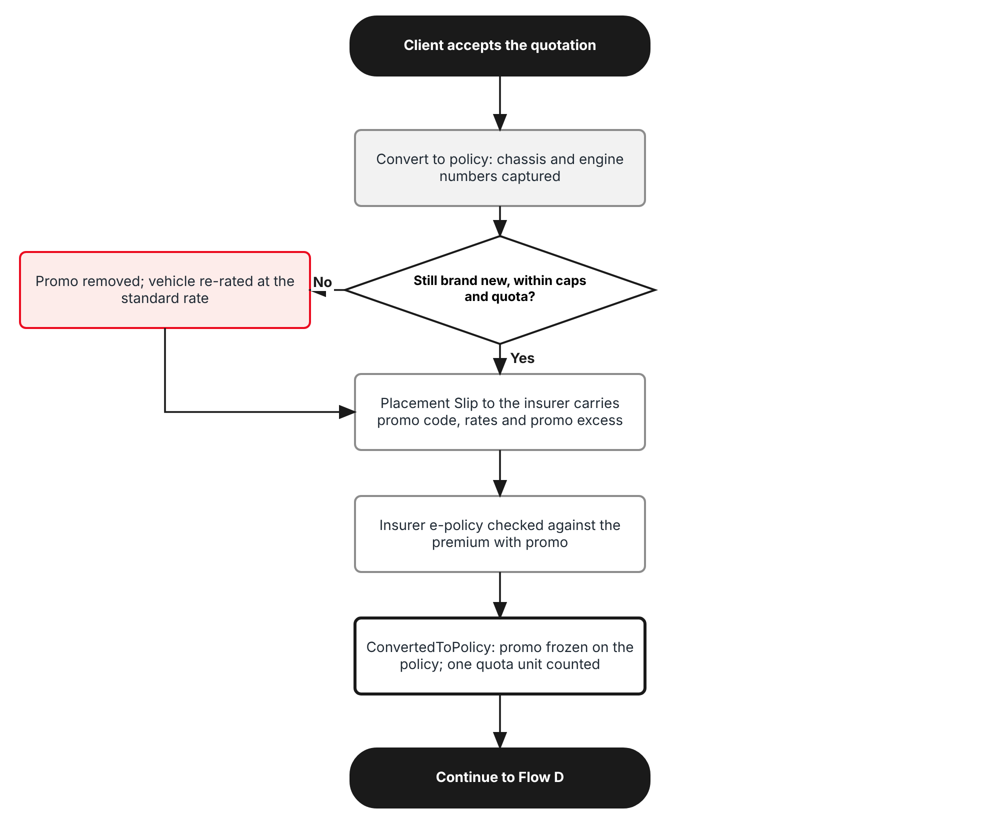 Client accepts the quotation
Convert to policy: chassis and engine
numbers captured
Still brand new, within caps
and quota?
No
Promo removed; vehicle re-rated at the
standard rate
Yes
Placement Slip to the insurer carries
promo code, rates and promo excess
Insurer e-policy checked against the
premium with promo
ConvertedToPolicy: promo frozen on the
policy; one quota unit counted
Continue to Flow D